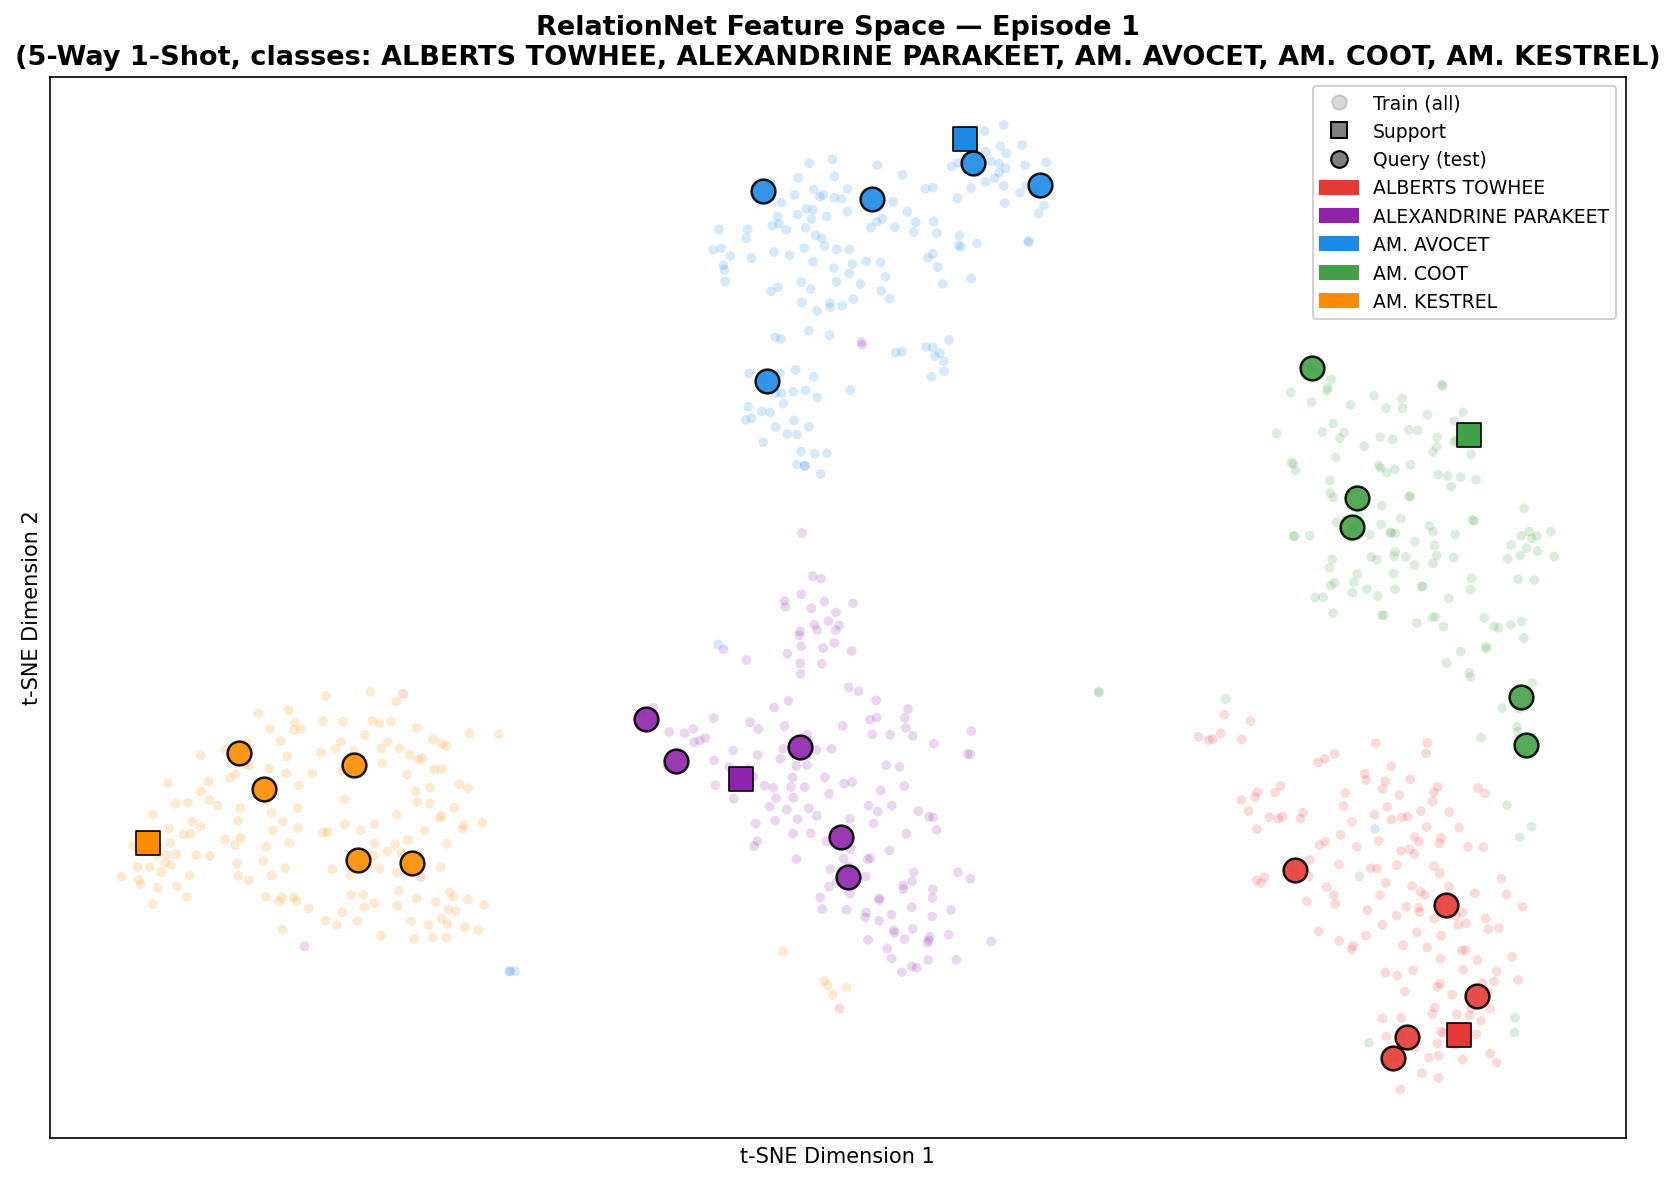 RelationNet Feature Space — Episode 1
(5-Way 1-Shot, classes: ALBERTS TOWHEE, ALEXANDRINE PARAKEET, AM. AVOCET, AM. COOT, AM. KESTREL)
Train (all)
Support
Query (test)
ALBERTS TOWHEE
ALEXANDRINE PARAKEET
AM. AVOCET
AM. COOT
AM. KESTREL
t-SNE Dimension 2
t-SNE Dimension 1